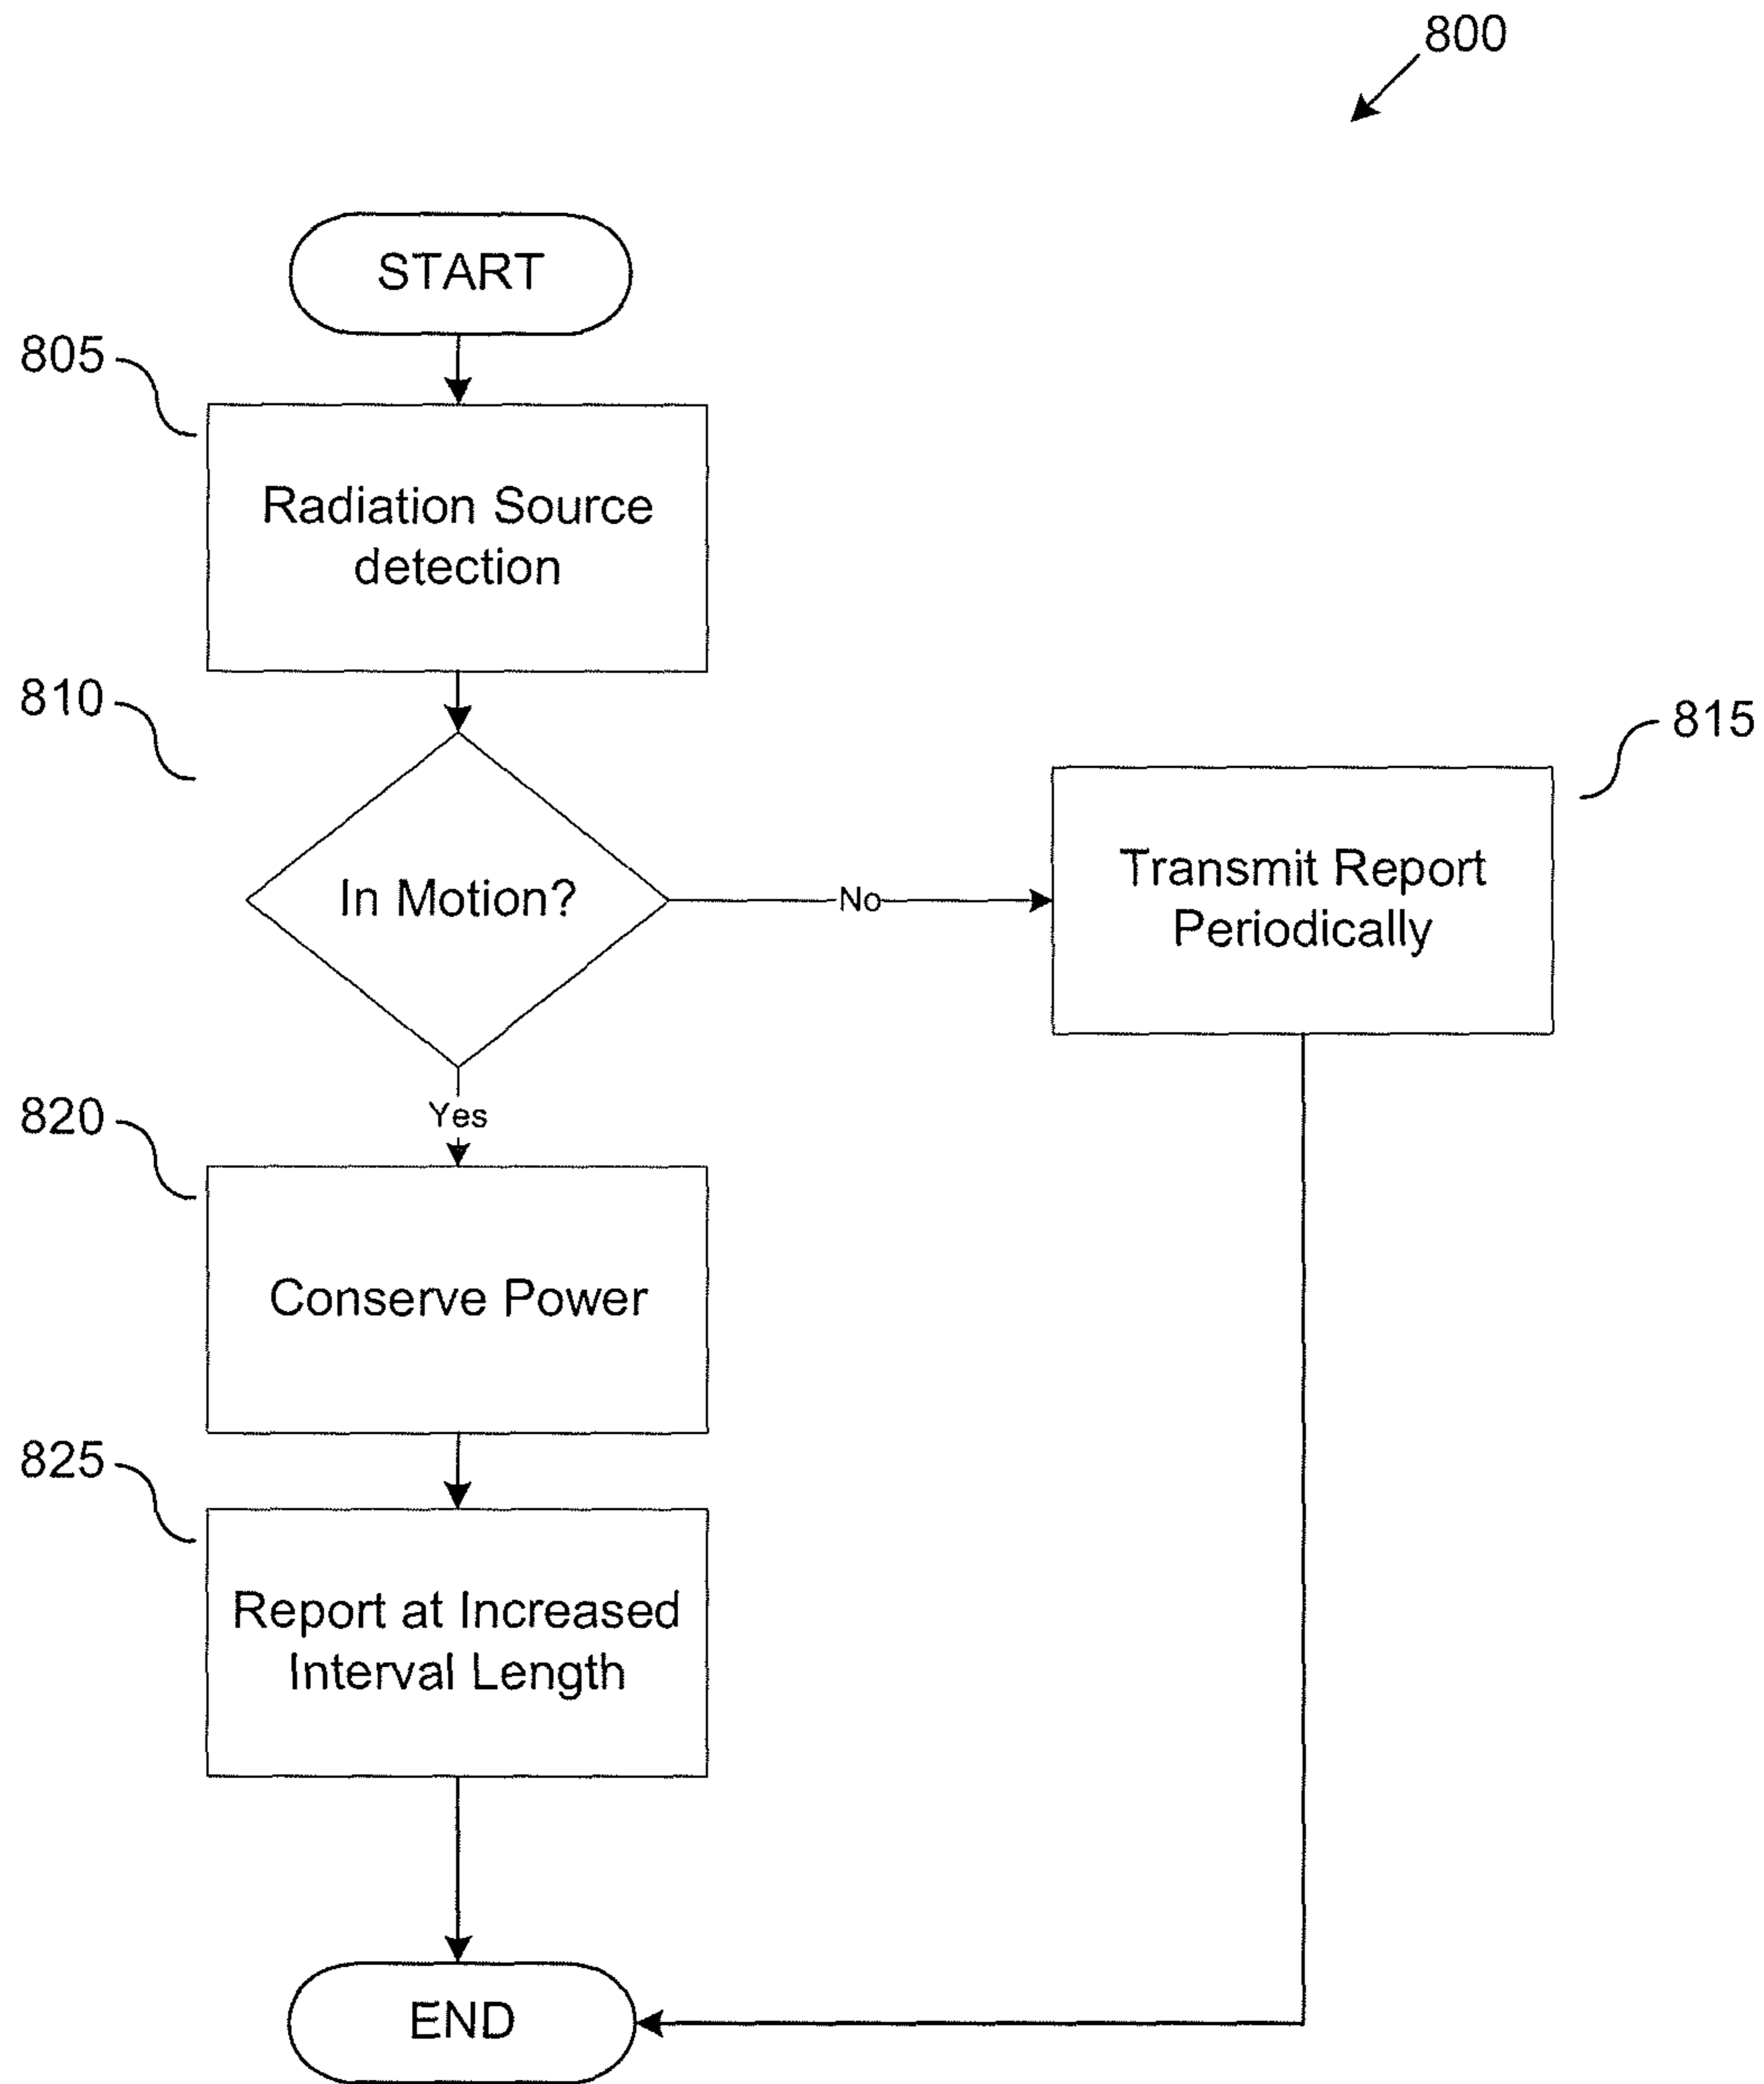 800
START
805
Radiation Source
detection
810
In Motion?
No
815
Transmit Report
Periodically
Yes
820
Conserve Power
825
Report at Increased
Interval Length
END